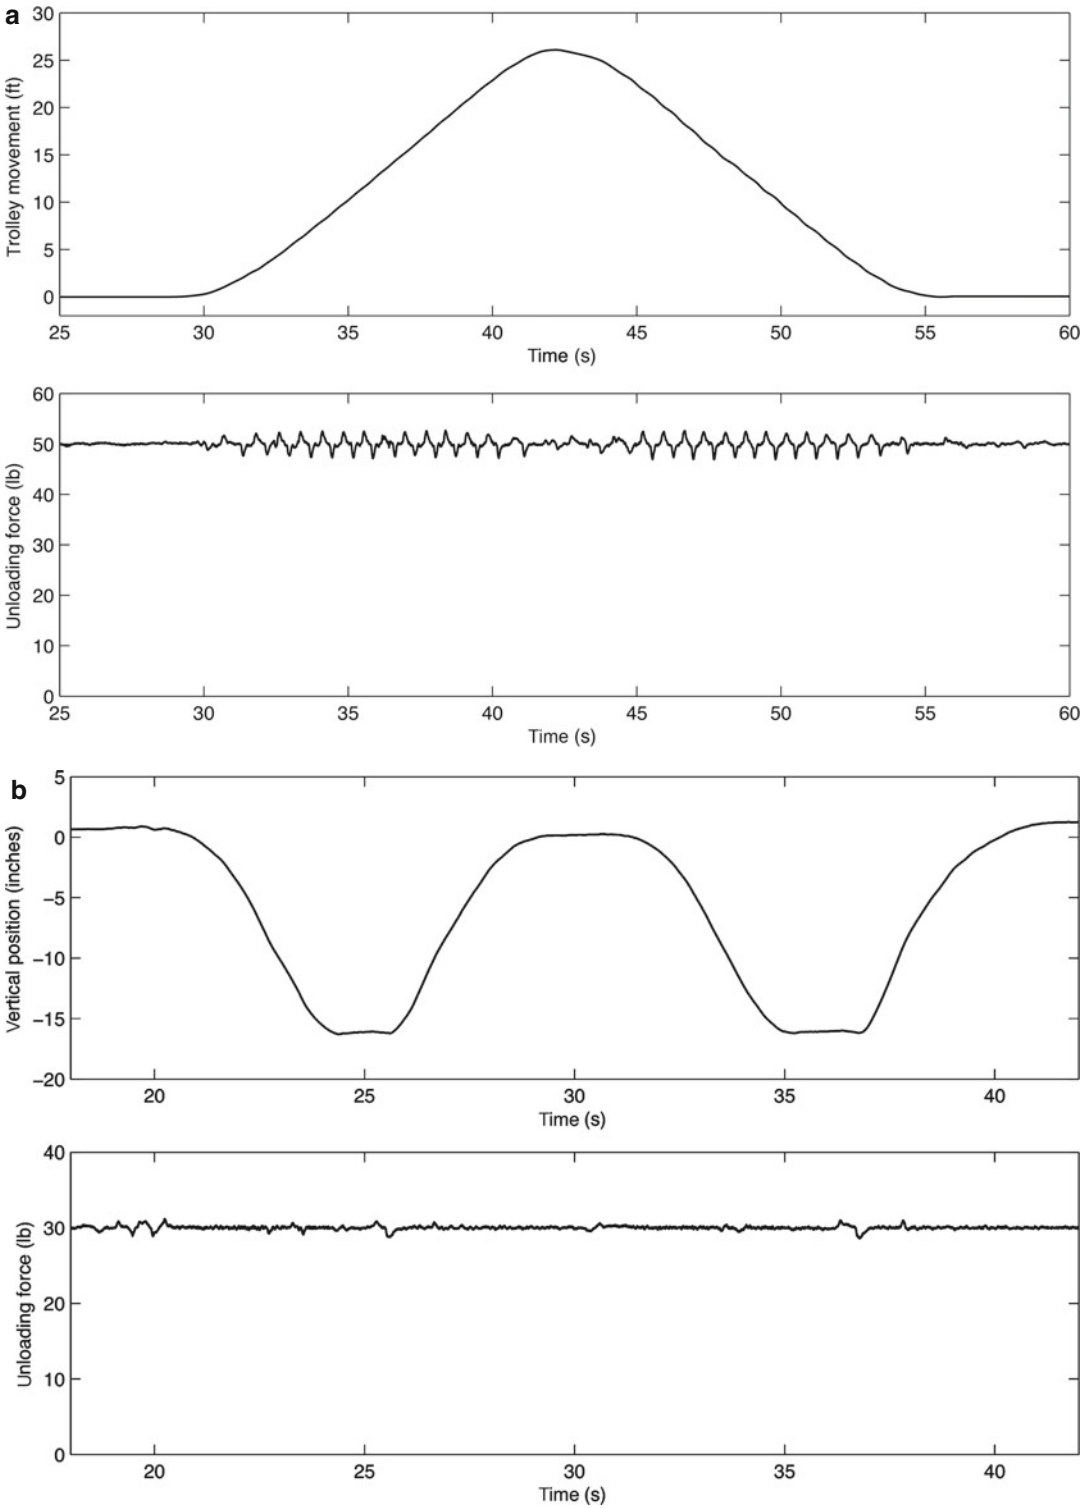 a
Trolley movement (ft)
30
25
20
15
10
5
0
25 30 35 40 45 50 55 60
Time (s)
Unloading force (lb)
60
50
40
30
20
10
0
25 30 35 40 45 50 55 60
Time (s)
b
Vertical position (inches)
5
0
−5
−10
−15
−20
20 25 30 35 40
Time (s)
Unloading force (lb)
40
30
20
10
0
20 25 30 35 40
Time (s)